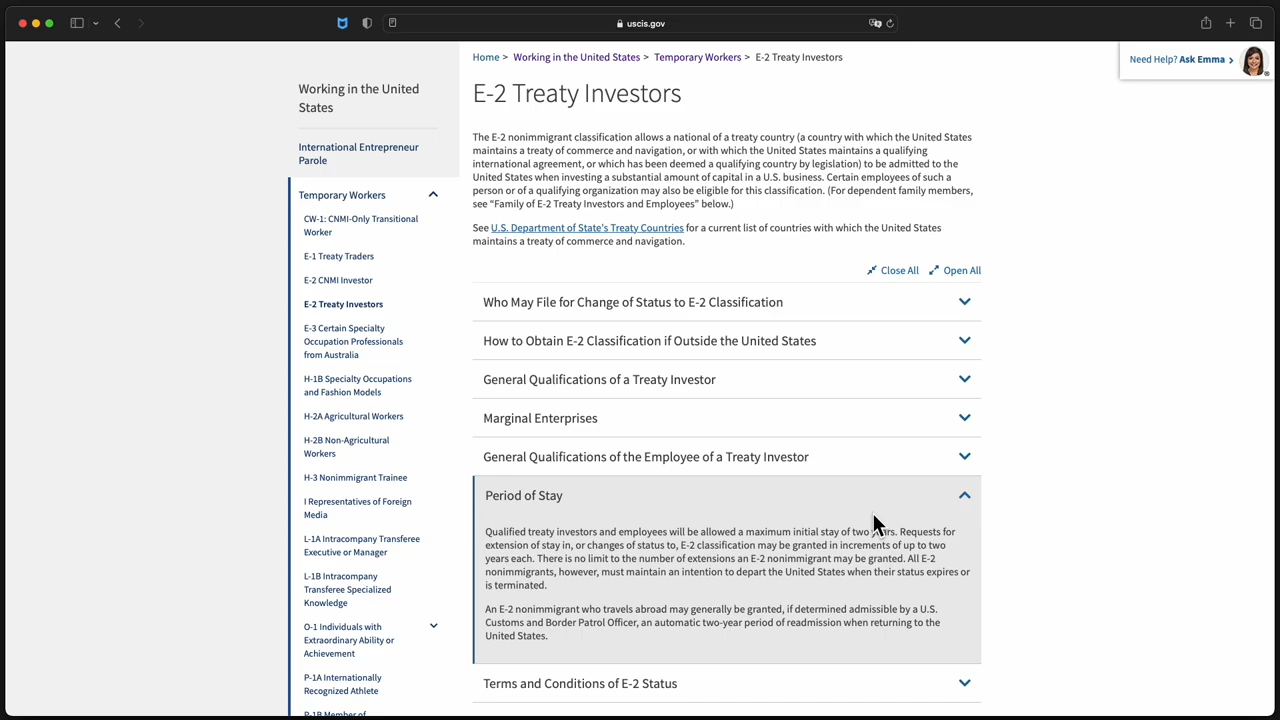 uscis.gov
Need Help? Ask Emma
Working in the United
States
International Entrepreneur
Parole
Temporary Workers
CW-1: CNMI-Only Transitional
Worker
E-1 Treaty Traders
E-2 CNMI Investor
E-2 Treaty Investors
E-3 Certain Specialty
Occupation Professionals
from Australia
H-1B Specialty Occupations
and Fashion Models
H-2A Agricultural Workers
H-2B Non-Agricultural
Workers
H-3 Nonimmigrant Trainee
I Representatives of Foreign
Media
L-1A Intracompany Transferee
Executive or Manager
L-1B Intracompany
Transferee Specialized
Knowledge
O-1 Individuals with
Extraordinary Ability or
Achievement
P-1A Internationally
Recognized Athlete
P-1B Member of
Home > Working in the United States > Temporary Workers > E-2 Treaty Investors
E-2 Treaty Investors
The E-2 nonimmigrant classification allows a national of a treaty country (a country with which the United States
maintains a treaty of commerce and navigation, or with which the United States maintains a qualifying
international agreement, or which has been deemed a qualifying country by legislation) to be admitted to the
United States when investing a substantial amount of capital in a U.S. business. Certain employees of such a
person or of a qualifying organization may also be eligible for this classification. (For dependent family members,
see “Family of E-2 Treaty Investors and Employees” below.)
See U.S. Department of State's Treaty Countries for a current list of countries with which the United States
maintains a treaty of commerce and navigation.
Close All Open All
Who May File for Change of Status to E-2 Classification
How to Obtain E-2 Classification if Outside the United States
General Qualifications of a Treaty Investor
Marginal Enterprises
General Qualifications of the Employee of a Treaty Investor
Period of Stay
Qualified treaty investors and employees will be allowed a maximum initial stay of two years. Requests for
extension of stay in, or changes of status to, E-2 classification may be granted in increments of up to two
years each. There is no limit to the number of extensions an E-2 nonimmigrant may be granted. All E-2
nonimmigrants, however, must maintain an intention to depart the United States when their status expires or
is terminated.
An E-2 nonimmigrant who travels abroad may generally be granted, if determined admissible by a U.S.
Customs and Border Patrol Officer, an automatic two-year period of readmission when returning to the
United States.
Terms and Conditions of E-2 Status